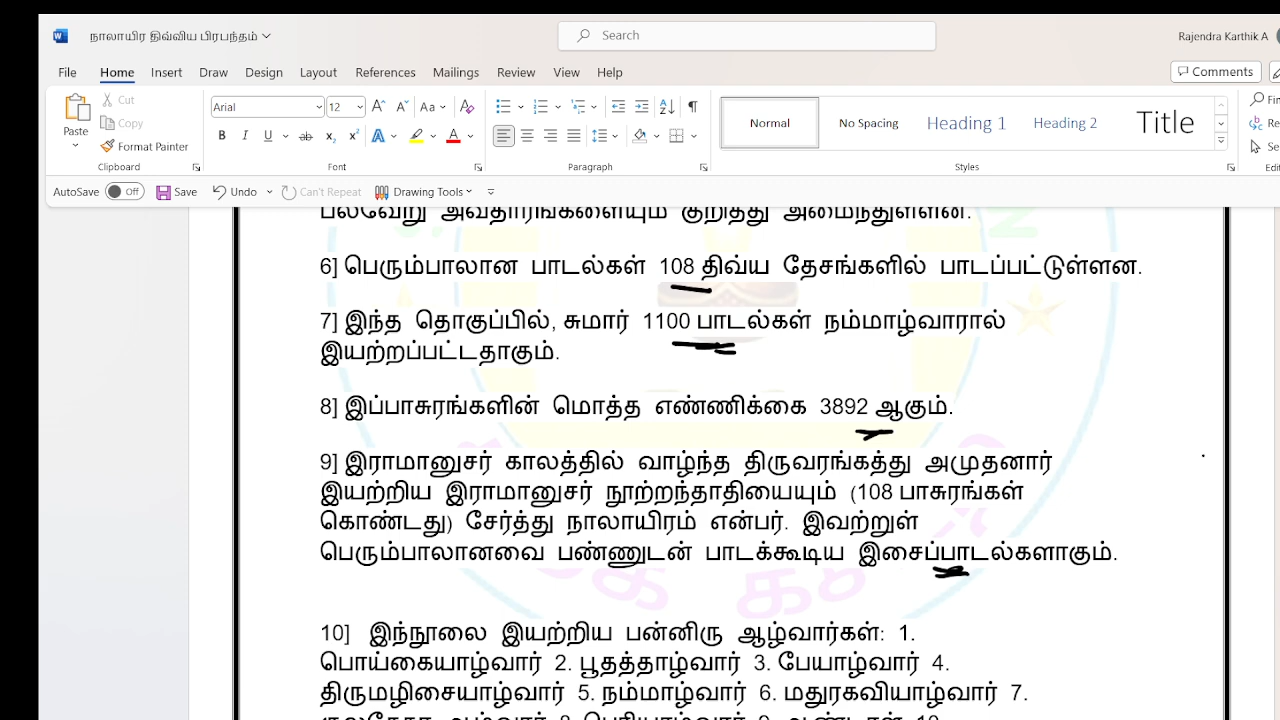 நாலாயிர திவ்விய பிரபந்தம்
Search
Rajendra Karthik A
File Home Insert Draw Design Layout References Mailings Review View Help
Comments
Paste
Cut
Copy
Format Painter
Clipboard
Arial 12
Font
Paragraph
Normal No Spacing Heading 1 Heading 2 Title
Styles
AutoSave Off Save Undo Can't Repeat Drawing Tools
பல்வேறு அவதாரங்களையும் குறித்து அமைந்துள்ளன.
6] பெரும்பாலான பாடல்கள் 108 திவ்ய தேசங்களில் பாடப்பட்டுள்ளன.
7] இந்த தொகுப்பில், சுமார் 1100 பாடல்கள் நம்மாழ்வாரால்
இயற்றப்பட்டதாகும்.
8] இப்பாசுரங்களின் மொத்த எண்ணிக்கை 3892 ஆகும்.
9] இராமானுசர் காலத்தில் வாழ்ந்த திருவரங்கத்து அமுதனார்
இயற்றிய இராமானுசர் நூற்றந்தாதியையும் (108 பாசுரங்கள்
கொண்டது) சேர்த்து நாலாயிரம் என்பர். இவற்றுள்
பெரும்பாலானவை பண்ணுடன் பாடக்கூடிய இசைப்பாடல்களாகும்.
10] இந்நூலை இயற்றிய பன்னிரு ஆழ்வார்கள்: 1.
பொய்கையாழ்வார் 2. பூதத்தாழ்வார் 3. பேயாழ்வார் 4.
திருமழிசையாழ்வார் 5. நம்மாழ்வார் 6. மதுரகவியாழ்வார் 7.